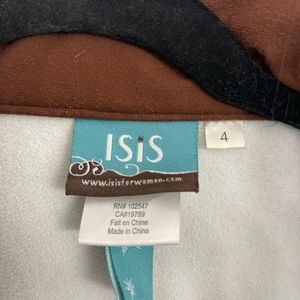 ISiS
4
www.isisforwomen.com
RN# 102547
CA#19789
Fait en Chine
Made in China